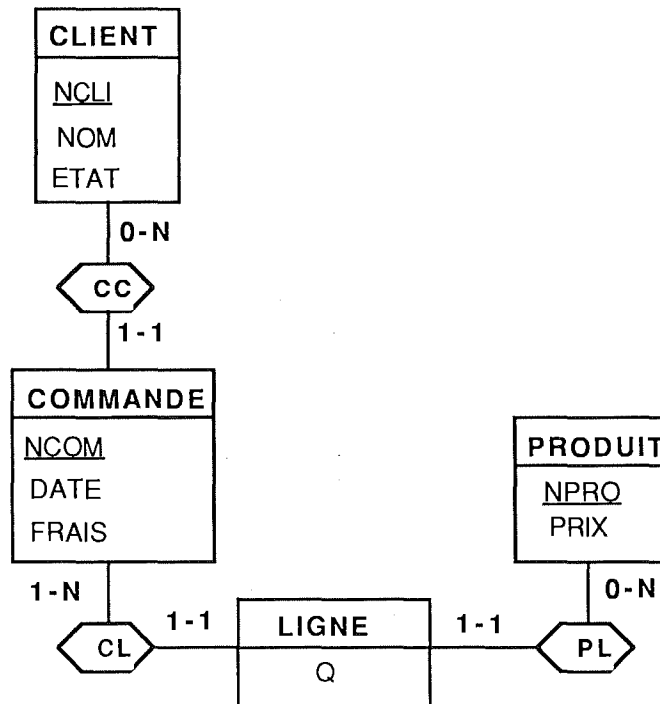 CLIENT
NCLI
NOM
ETAT
0-N
CC
1-1
COMMANDE
NCOM
DATE
FRAIS
PRODUIT
NPRO
PRIX
1-N
0-N
CL
1-1
LIGNE
1-1
PL
Q